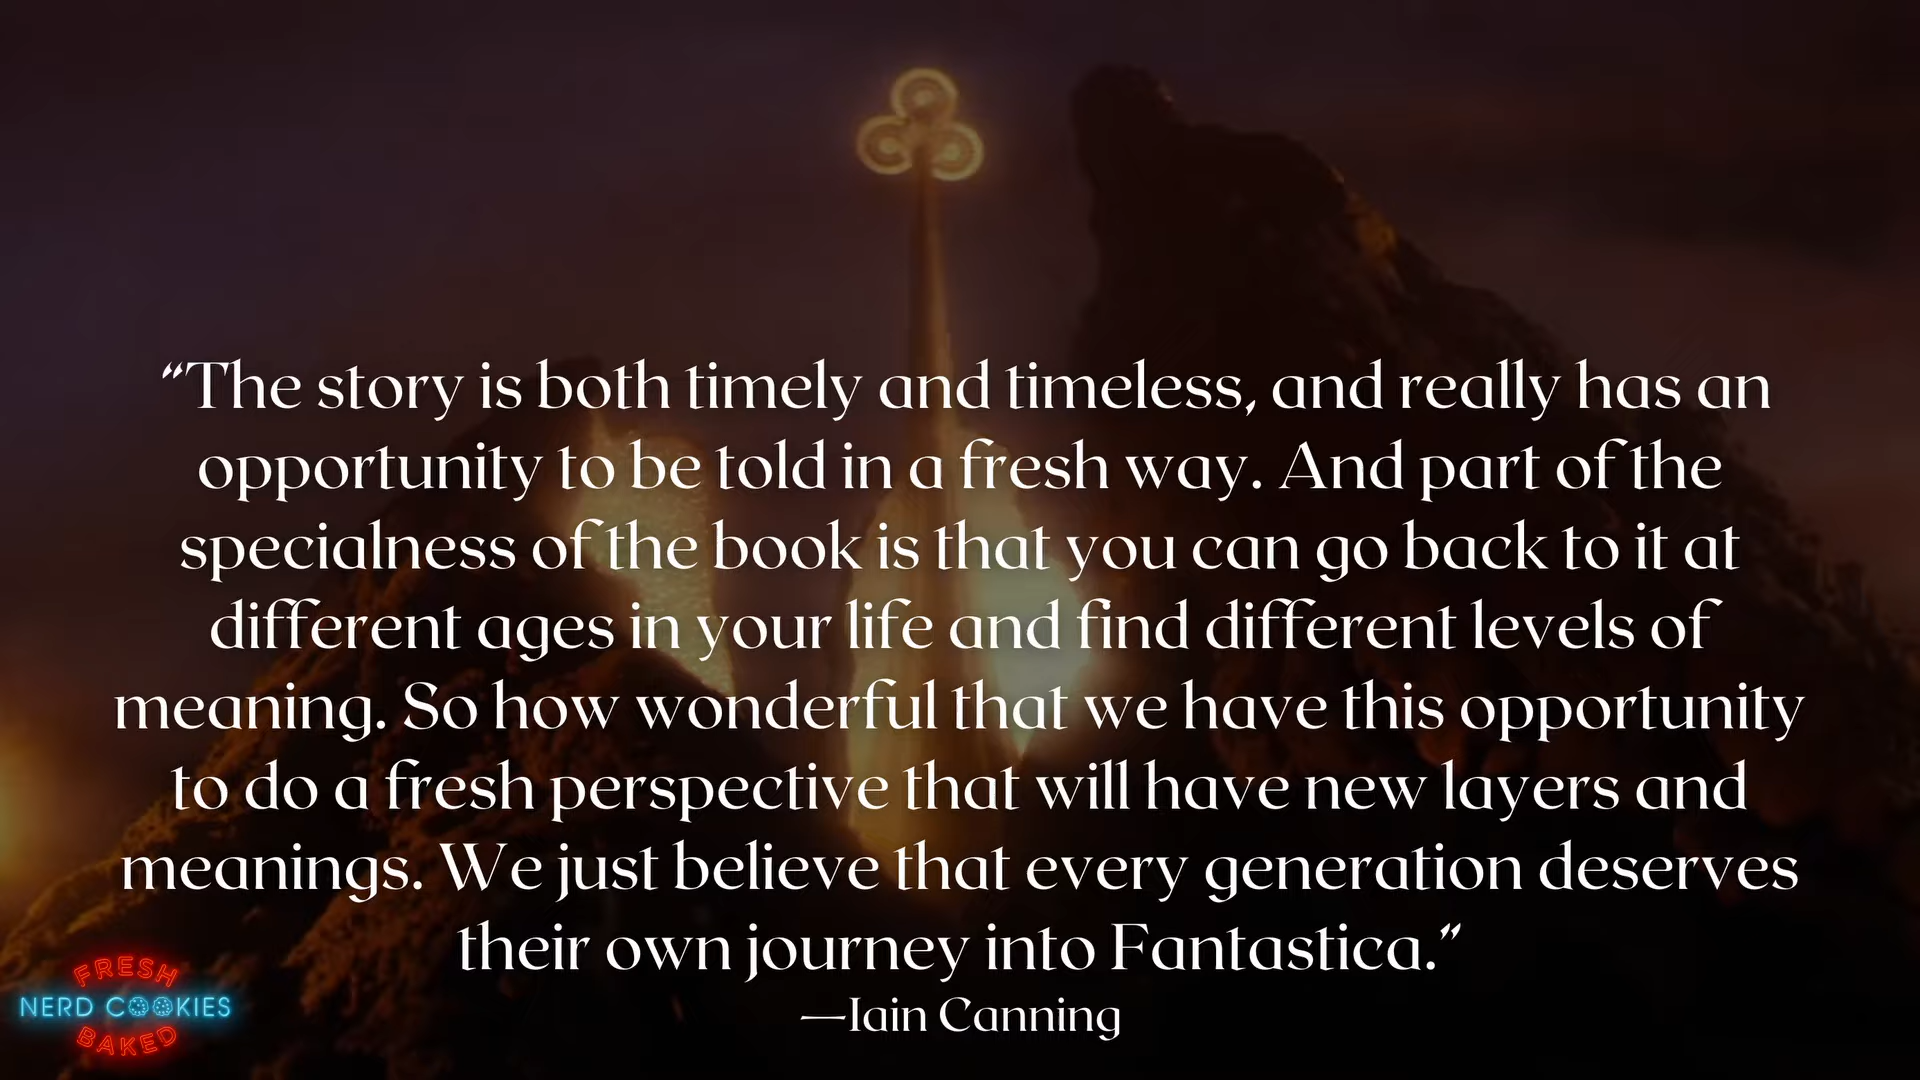 “The story is both timely and timeless, and really has an
opportunity to be told in a fresh way. And part of the
specialness of the book is that you can go back to it at
different ages in your life and find different levels of
meaning. So how wonderful that we have this opportunity
to do a fresh perspective that will have new layers and
meanings. We just believe that every generation deserves
their own journey into Fantastica.”
—Iain Canning
FRESH
NERD COOKIES
BAKED